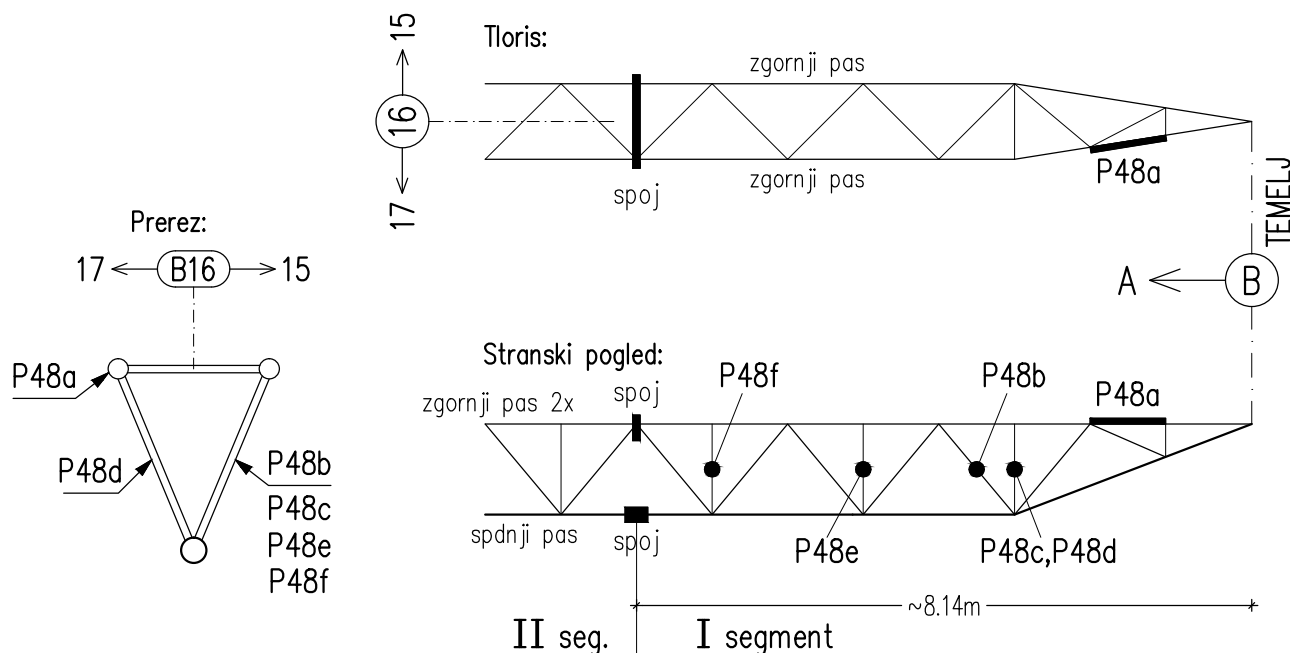 Tloris:
15
16
17
zgornji pas
zgornji pas
spoj
P48a
TEMELJ
Prerez:
17 B16 15
P48a
P48d
P48b
P48c
P48e
P48f
A B
Stranski pogled:
zgornji pas 2x
spoj
P48f
P48b
P48a
spdnji pas
spoj
P48e
P48c,P48d
~8.14m
II seg.
I segment